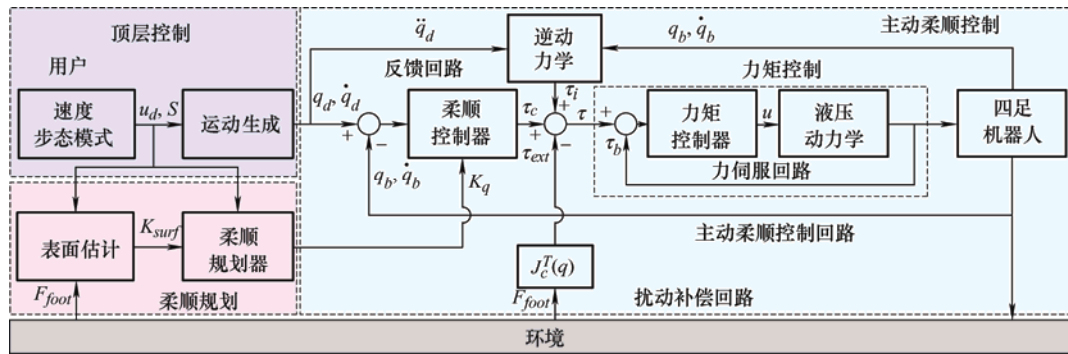 顶层控制
用户
速度
步态模式
u_d, S
运动生成
q_d, q̇_d
q̈_d
反馈回路
逆动
力学
q_b, q̇_b
主动柔顺控制
力矩控制
τ_i
+
柔顺
控制器
τ_c
+
τ_ext
−
τ
+
τ_b
力矩
控制器
u
液压
动力学
力伺服回路
四足
机器人
+
−
q_b, q̇_b
K_q
主动柔顺控制回路
表面估计
K_surf
柔顺
规划器
F_foot
柔顺规划
J_c^T(q)
F_foot
扰动补偿回路
环境